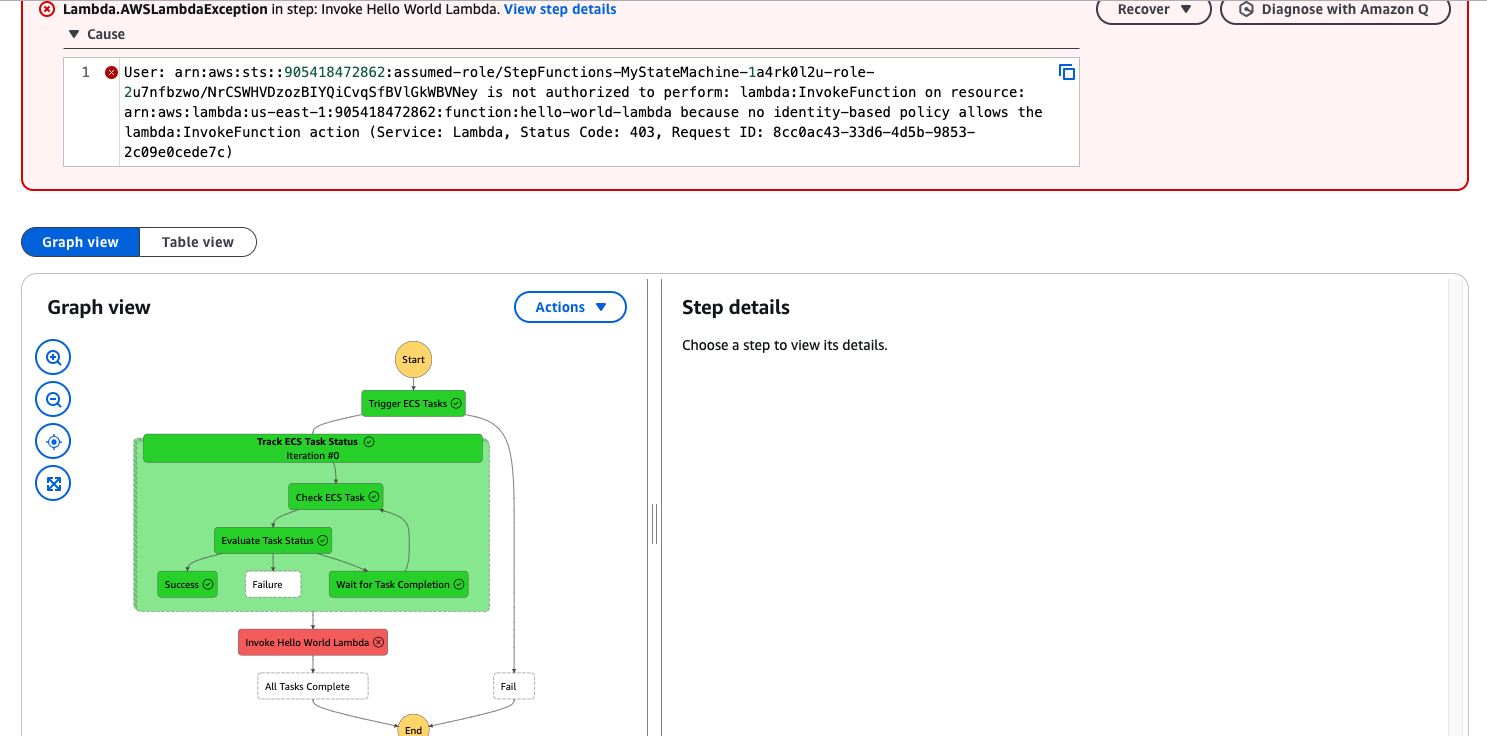 Lambda.AWSLambdaException in step: Invoke Hello World Lambda. View step details
Recover
Diagnose with Amazon Q
Cause
1
User: arn:aws:sts::905418472862:assumed-role/StepFunctions-MyStateMachine-1a4rk0l2u-role-
2u7nfbzwo/NrCSWHVDzozBIYQiCvqSfBVlGkWBVNey is not authorized to perform: lambda:InvokeFunction on resource:
arn:aws:lambda:us-east-1:905418472862:function:hello-world-lambda because no identity-based policy allows the
lambda:InvokeFunction action (Service: Lambda, Status Code: 403, Request ID: 8cc0ac43-33d6-4d5b-9853-
2c09e0cede7c)
Graph view
Table view
Graph view
Actions
Start
Trigger ECS Tasks
Track ECS Task Status
Iteration #0
Check ECS Task
Evaluate Task Status
Success
Failure
Wait for Task Completion
Invoke Hello World Lambda
All Tasks Complete
Fail
End
Step details
Choose a step to view its details.